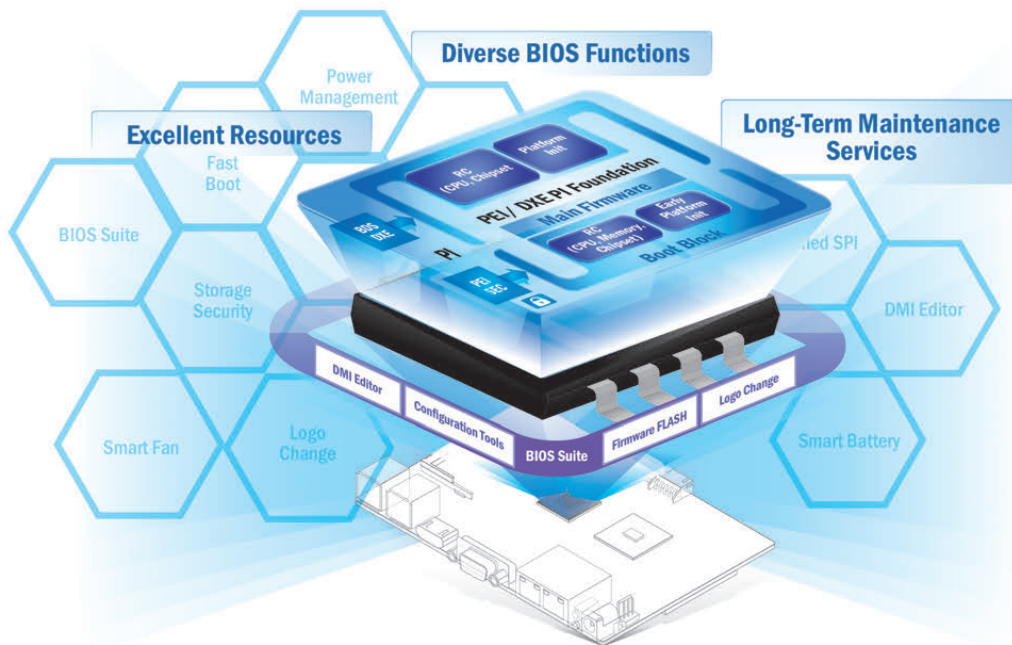 Diverse BIOS Functions
Power
Management
Excellent Resources
Long-Term Maintenance
Services
Fast
Boot
BIOS Suite
Storage
Security
Smart Fan
Logo
Change
SPI
DMI Editor
Smart Battery
RC
(CPU, Chipset
Platform
Init
PEI/ DXE PI Foundation
Main Firmware
BDS
DXE
PI
RC
(CPU, Memory,
Chipset)
Early
Platform
Init
Boot Block
PEI
SEC
DMI Editor
Configuration Tools
BIOS Suite
Firmware FLASH
Logo Change